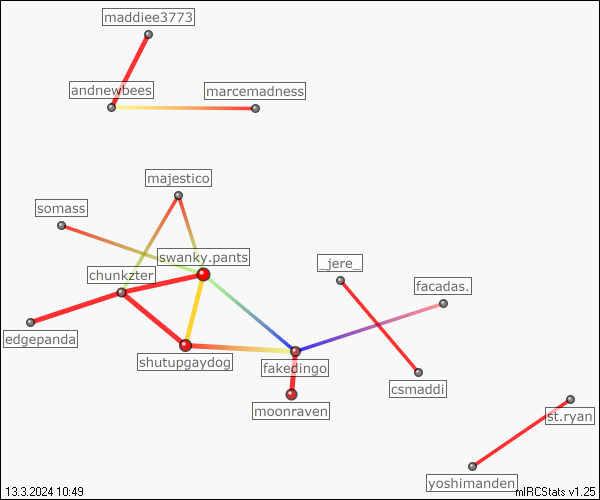 maddiee3773
andnewbees
marcemadness
majestico
somass
swanky.pants
chunkzter
_jere_
facadas.
edgepanda
shutupgaydog
fakedingo
csmaddi
moonraven
st.ryan
yoshimanden
13.3.2024 10:49
mIRCStats v1.25